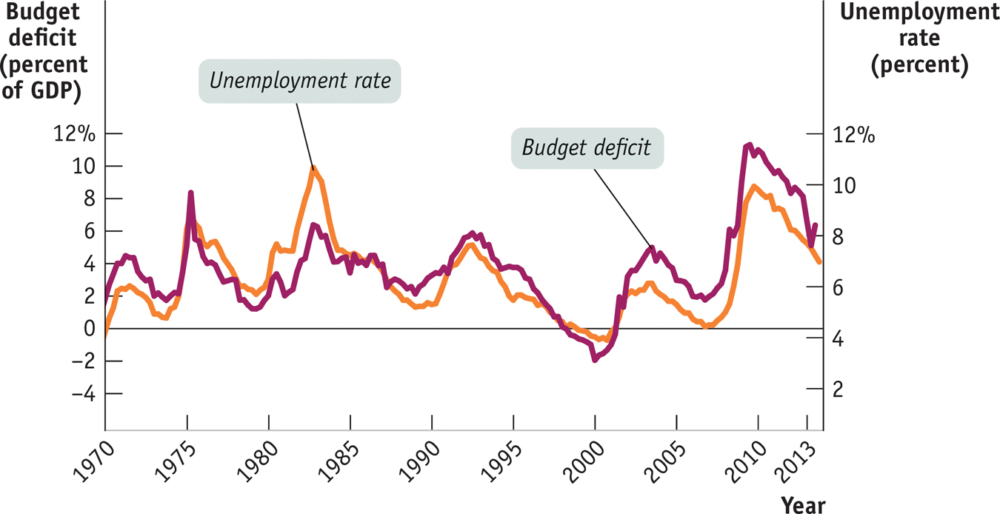 Budget
deficit
(percent
of GDP)
Unemployment
rate
(percent)
Unemployment rate
Budget deficit
12%
10
8
6
4
2
0
−2
−4
12%
10
8
6
4
2
1970
1975
1980
1985
1990
1995
2000
2005
2010
2013
Year